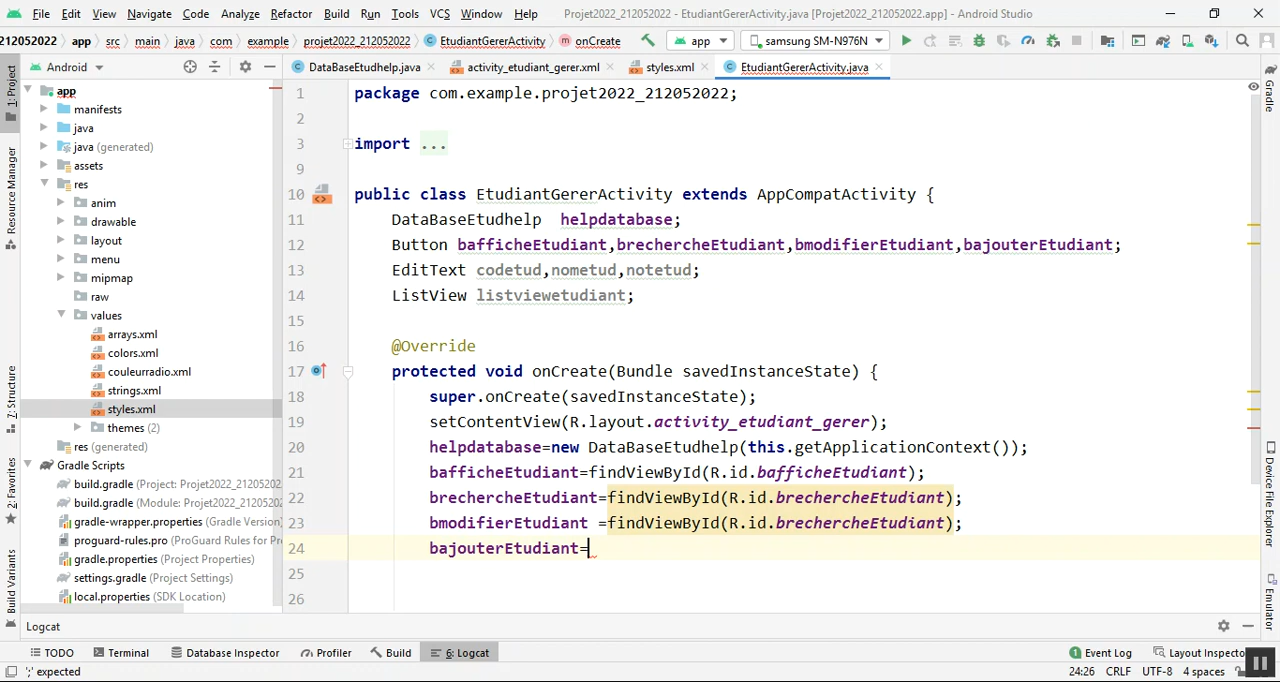 File Edit View Navigate Code Analyze Refactor Build Run Tools VCS Window Help Projet2022_212052022 - EtudiantGererActivity.java [Projet2022_212052022.app] - Android Studio
212052022 app src main java com example projet2022_212052022 EtudiantGererActivity onCreate app samsung SM-N976N
Android DataBaseEtudhelp.java activity_etudiant_gerer.xml styles.xml EtudiantGererActivity.java
1: Project
Resource Manager
Z: Structure
2: Favorites
Build Variants
app
manifests
java
java (generated)
assets
res
anim
drawable
layout
menu
mipmap
raw
values
arrays.xml
colors.xml
couleurradio.xml
strings.xml
styles.xml
themes (2)
res (generated)
Gradle Scripts
build.gradle (Project: Projet2022_21205
build.gradle (Module: Projet2022_212052
gradle-wrapper.properties (Gradle Version)
proguard-rules.pro (ProGuard Rules for Pr
gradle.properties (Project Properties)
settings.gradle (Project Settings)
local.properties (SDK Location)
1 package com.example.projet2022_212052022;
2
3 import ...
9
10 public class EtudiantGererActivity extends AppCompatActivity {
11 DataBaseEtudhelp helpdatabase;
12 Button bafficheEtudiant,brechercheEtudiant,bmodifierEtudiant,bajouterEtudiant;
13 EditText codetud,nometud,notetud;
14 ListView listviewetudiant;
15
16 @Override
17 protected void onCreate(Bundle savedInstanceState) {
18 super.onCreate(savedInstanceState);
19 setContentView(R.layout.activity_etudiant_gerer);
20 helpdatabase=new DataBaseEtudhelp(this.getApplicationContext());
21 bafficheEtudiant=findViewById(R.id.bafficheEtudiant);
22 brechercheEtudiant=findViewById(R.id.brechercheEtudiant);
23 bmodifierEtudiant =findViewById(R.id.brechercheEtudiant);
24 bajouterEtudiant=
25
26
Gradle
Device File Explorer
Emulator
Logcat
TODO Terminal Database Inspector Profiler Build 6: Logcat 1 Event Log Layout Inspecto
';' expected 24:26 CRLF UTF-8 4 spaces